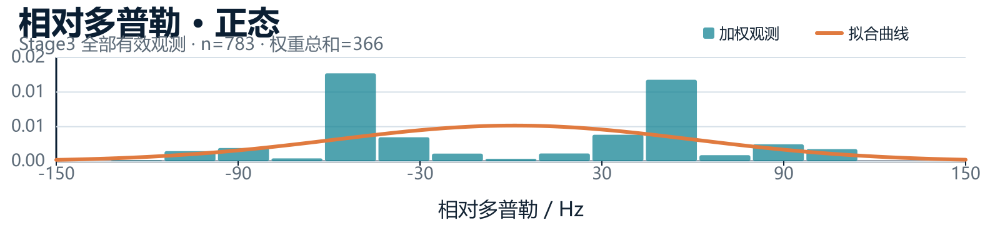 相对多普勒 · 正态
Stage3 全部有效观测 · n=783 · 权重总和=366
加权观测
拟合曲线
0.02
0.01
0.01
0.00
-150 -90 -30 30 90 150
相对多普勒 / Hz